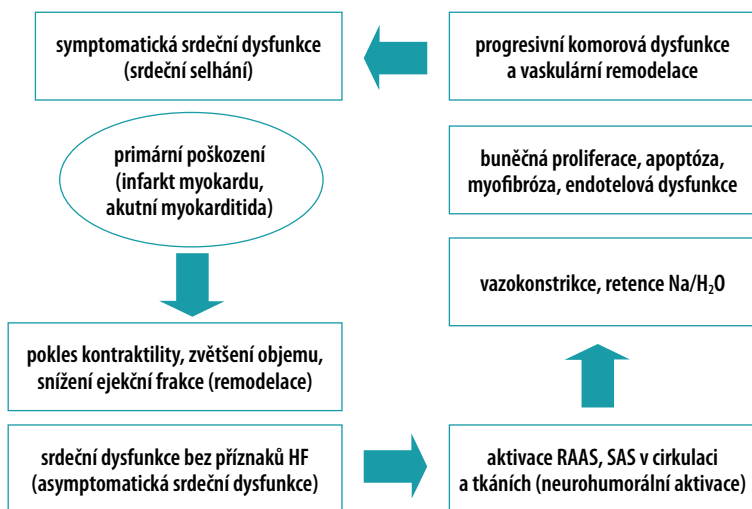 symptomatická srdeční dysfunkce
(srdeční selhání)
progresivní komorová dysfunkce
a vaskulární remodelace
primární poškození
(infarkt myokardu,
akutní myokarditida)
buněčná proliferace, apoptóza,
myofibróza, endotelová dysfunkce
vazokonstrikce, retence Na/H₂O
pokles kontraktility, zvětšení objemu,
snížení ejekční frakce (remodelace)
srdeční dysfunkce bez příznaků HF
(asymptomatická srdeční dysfunkce)
aktivace RAAS, SAS v cirkulaci
a tkáních (neurohumorální aktivace)